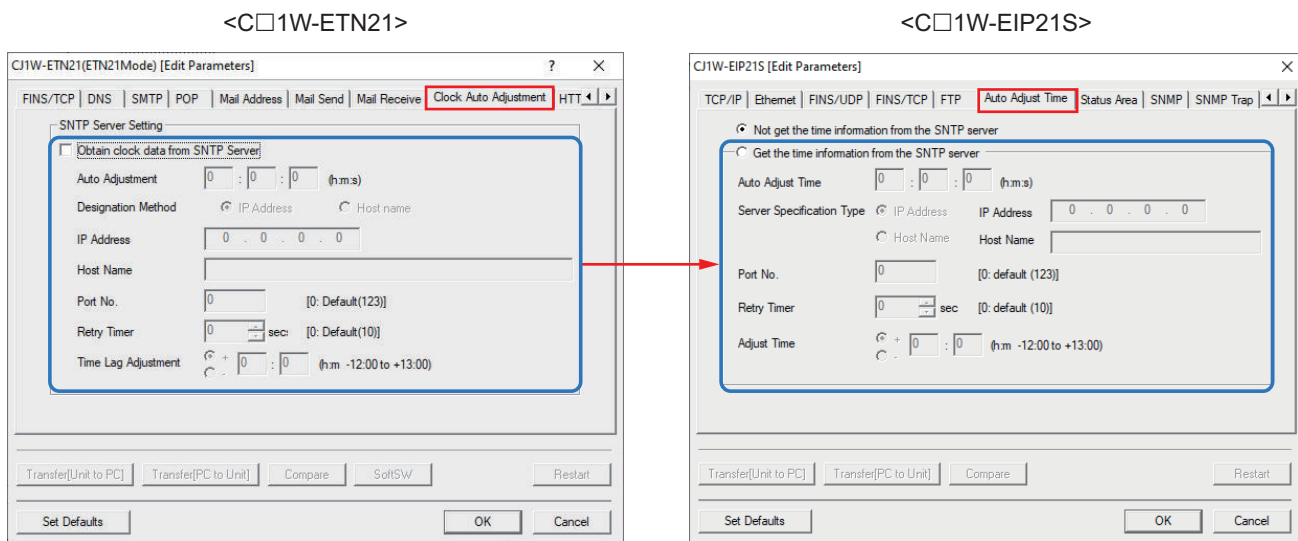 <C□1W-ETN21>
CJ1W-ETN21(ETN21Mode) [Edit Parameters] ? ×
FINS/TCP DNS SMTP POP Mail Address Mail Send Mail Receive Clock Auto Adjustment HTT
SNTP Server Setting
Obtain clock data from SNTP Server
Auto Adjustment 0 : 0 : 0 (h:m:s)
Designation Method IP Address Host name
IP Address 0 . 0 . 0 . 0
Host Name
Port No. 0 [0: Default(123)]
Retry Timer 0 sec: [0: Default(10)]
Time Lag Adjustment + - 0 : 0 (h:m -12:00 to +13:00)
Transfer[Unit to PC] Transfer[PC to Unit] Compare SoftSW Restart
Set Defaults OK Cancel
<C□1W-EIP21S>
CJ1W-EIP21S [Edit Parameters] ×
TCP/IP Ethernet FINS/UDP FINS/TCP FTP Auto Adjust Time Status Area SNMP SNMP Trap
Not get the time information from the SNTP server
Get the time information from the SNTP server
Auto Adjust Time 0 : 0 : 0 (h:m:s)
Server Specification Type IP Address IP Address 0 . 0 . 0 . 0
Host Name Host Name
Port No. 0 [0: default (123)]
Retry Timer 0 sec [0: default (10)]
Adjust Time + - 0 : 0 (h:m -12:00 to +13:00)
Transfer[Unit to PC] Transfer[PC to Unit] Compare Restart
Set Defaults OK Cancel